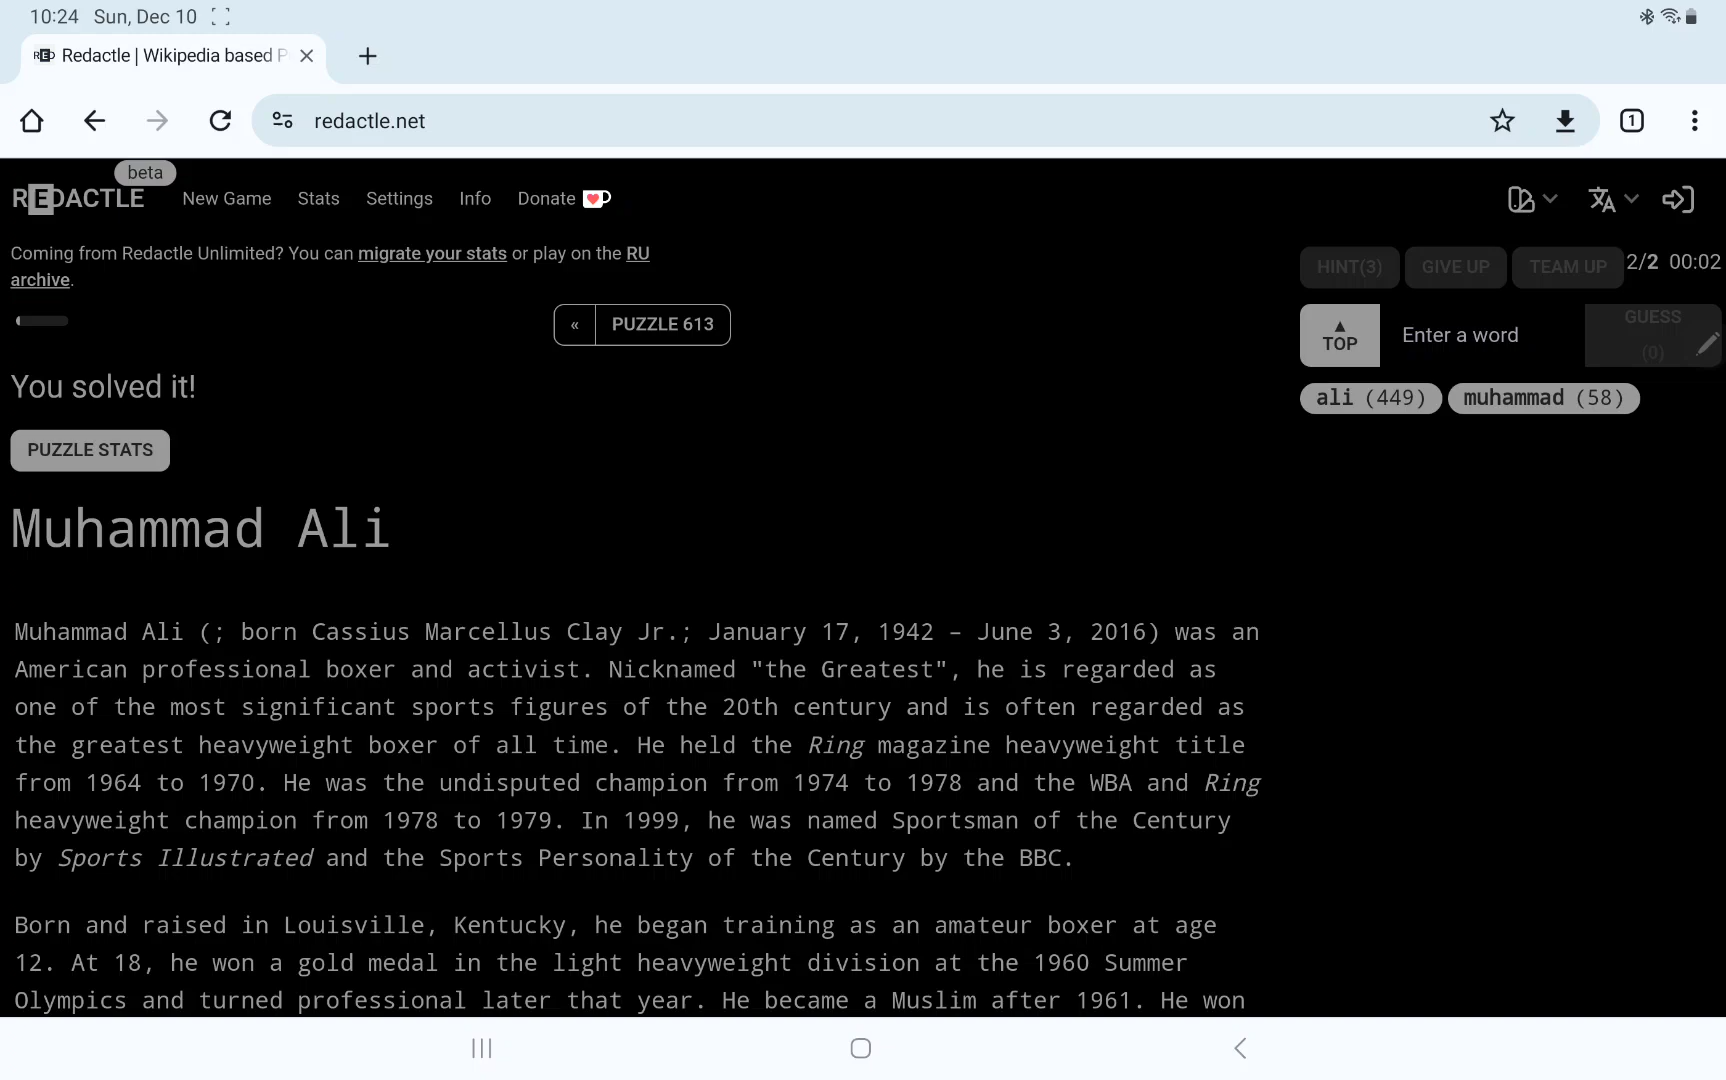 10:24 Sun, Dec 10
Redactle | Wikipedia based P
redactle.net
1
beta
REDACTLE New Game Stats Settings Info Donate
Coming from Redactle Unlimited? You can migrate your stats or play on the RU
archive.
HINT(3) GIVE UP TEAM UP 2/2 00:02
« PUZZLE 613
▲
TOP
Enter a word
GUESS
(0)
You solved it!
ali (449) muhammad (58)
PUZZLE STATS
Muhammad Ali
Muhammad Ali (; born Cassius Marcellus Clay Jr.; January 17, 1942 – June 3, 2016) was an
American professional boxer and activist. Nicknamed "the Greatest", he is regarded as
one of the most significant sports figures of the 20th century and is often regarded as
the greatest heavyweight boxer of all time. He held the Ring magazine heavyweight title
from 1964 to 1970. He was the undisputed champion from 1974 to 1978 and the WBA and Ring
heavyweight champion from 1978 to 1979. In 1999, he was named Sportsman of the Century
by Sports Illustrated and the Sports Personality of the Century by the BBC.
Born and raised in Louisville, Kentucky, he began training as an amateur boxer at age
12. At 18, he won a gold medal in the light heavyweight division at the 1960 Summer
Olympics and turned professional later that year. He became a Muslim after 1961. He won